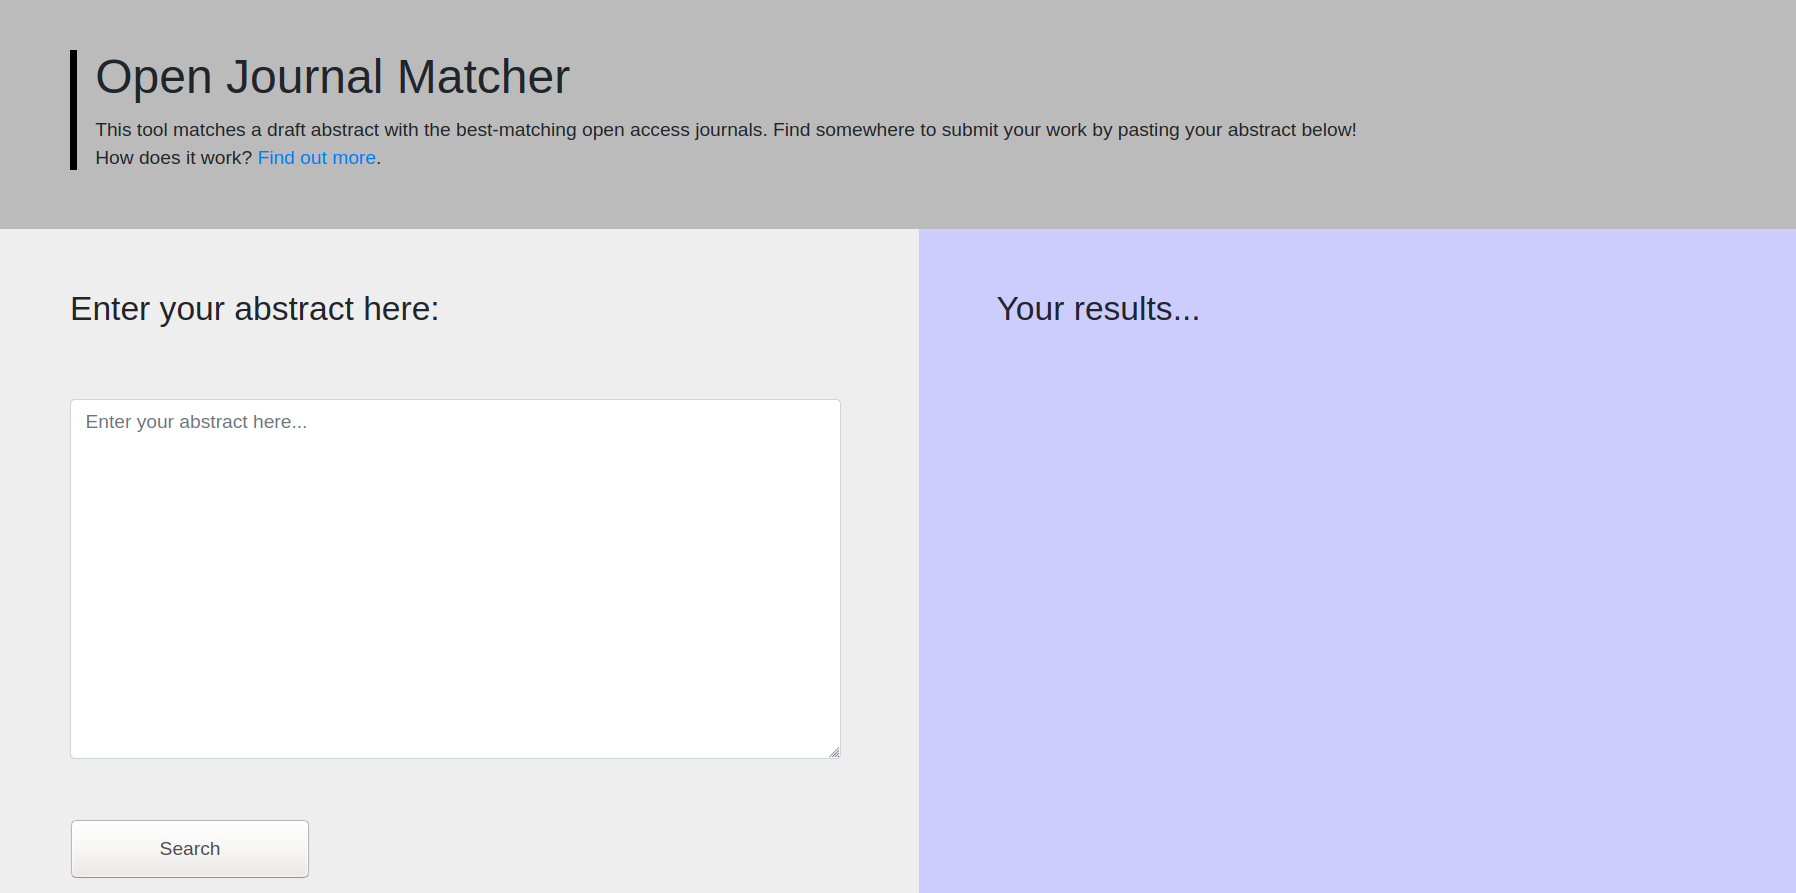 Open Journal Matcher
This tool matches a draft abstract with the best-matching open access journals. Find somewhere to submit your work by pasting your abstract below!
How does it work? Find out more.
Enter your abstract here:
Enter your abstract here...
Search
Your results...